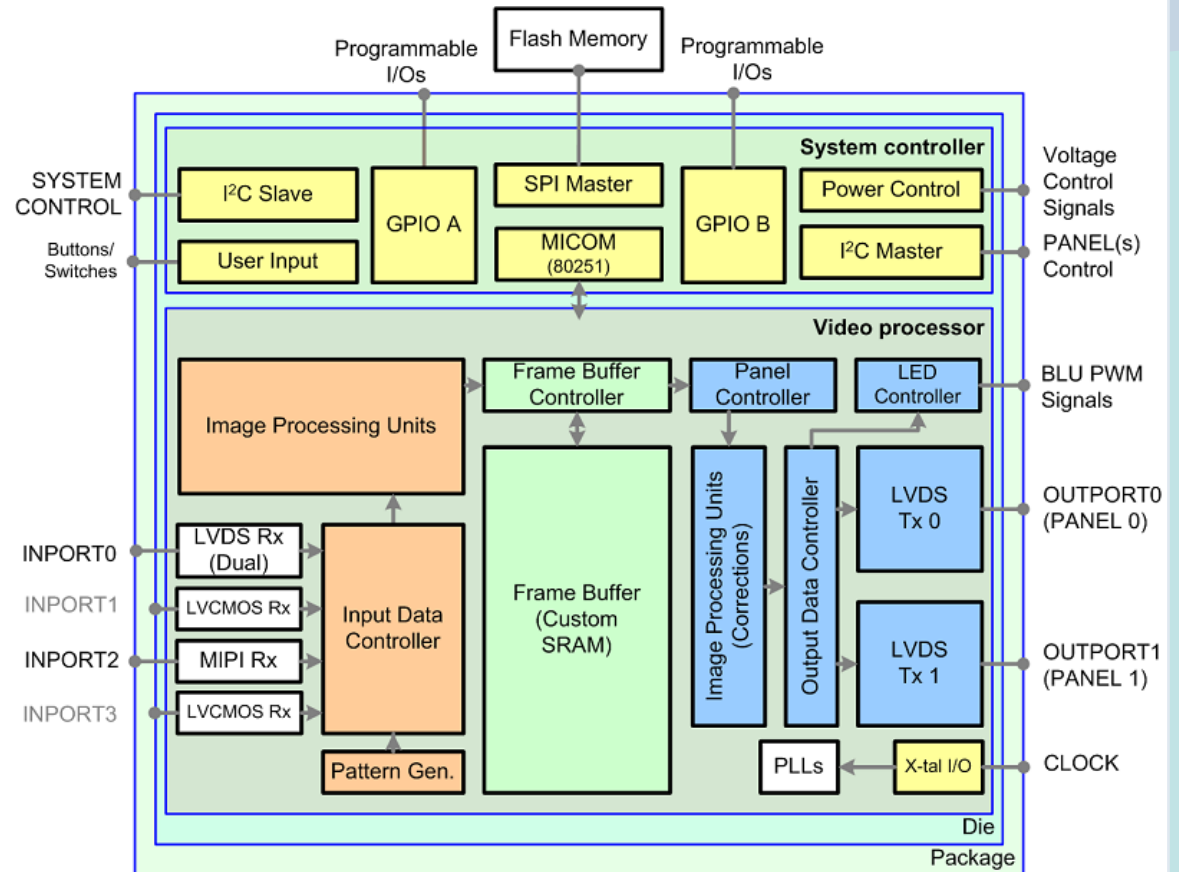 Flash Memory
Programmable
I/Os
Programmable
I/Os
System controller
SYSTEM
CONTROL
I²C Slave
GPIO A
SPI Master
GPIO B
Power Control
Voltage
Control
Signals
Buttons/
Switches
User Input
MICOM
(80251)
I²C Master
PANEL(s)
Control
Video processor
Image Processing Units
Frame Buffer
Controller
Panel
Controller
LED
Controller
BLU PWM
Signals
INPORT0
LVDS Rx
(Dual)
INPORT1
LVCMOS Rx
INPORT2
MIPI Rx
INPORT3
LVCMOS Rx
Input Data
Controller
Pattern Gen.
Frame Buffer
(Custom
SRAM)
Image Processing Units
(Corrections)
Output Data Controller
LVDS
Tx 0
OUTPORT0
(PANEL 0)
LVDS
Tx 1
OUTPORT1
(PANEL 1)
PLLs
X-tal I/O
CLOCK
Die
Package